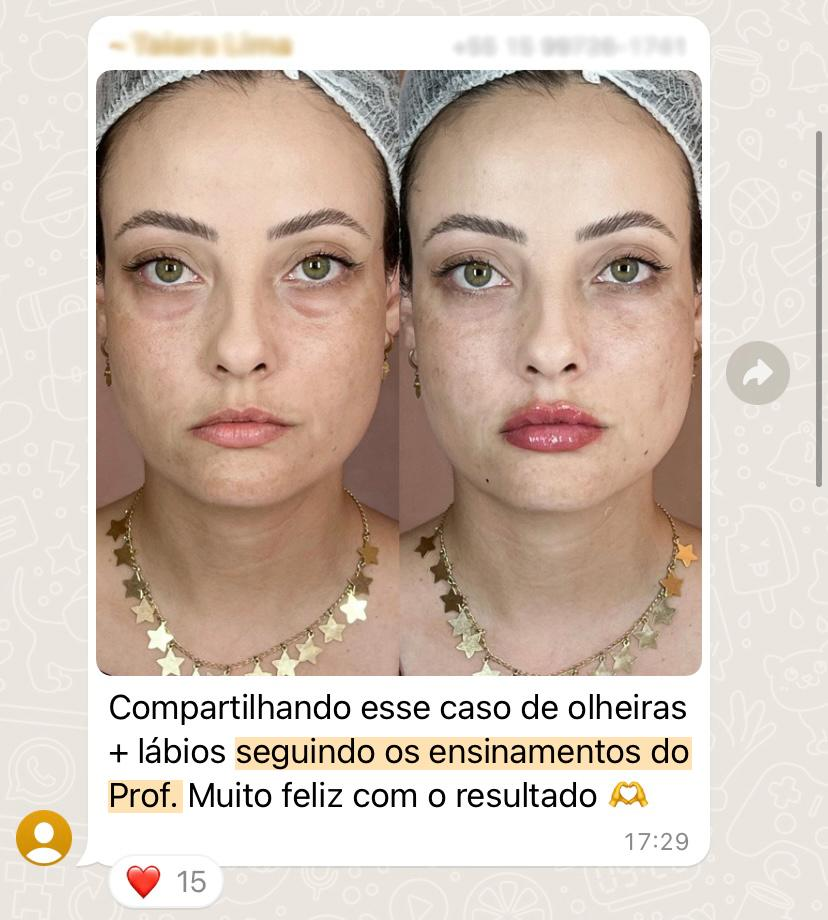 Compartilhando esse caso de olheiras
+ lábios seguindo os ensinamentos do
Prof. Muito feliz com o resultado 🫶
17:29
❤️ 15